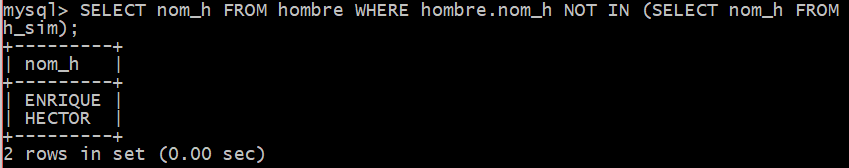 mysql> SELECT nom_h FROM hombre WHERE hombre.nom_h NOT IN (SELECT nom_h FROM
h_sim);
+---------+
| nom_h   |
+---------+
| ENRIQUE |
| HECTOR  |
+---------+
2 rows in set (0.00 sec)